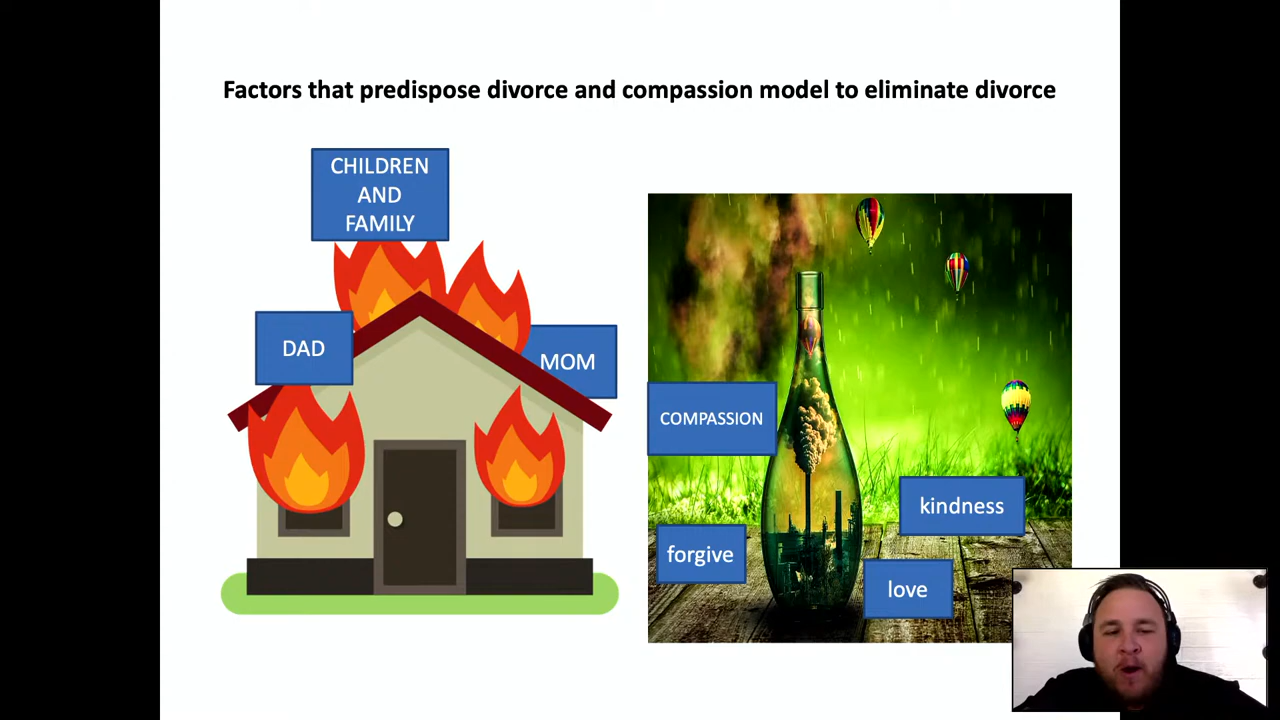 Factors that predispose divorce and compassion model to eliminate divorce
CHILDREN
AND
FAMILY
DAD
MOM
COMPASSION
kindness
forgive
love